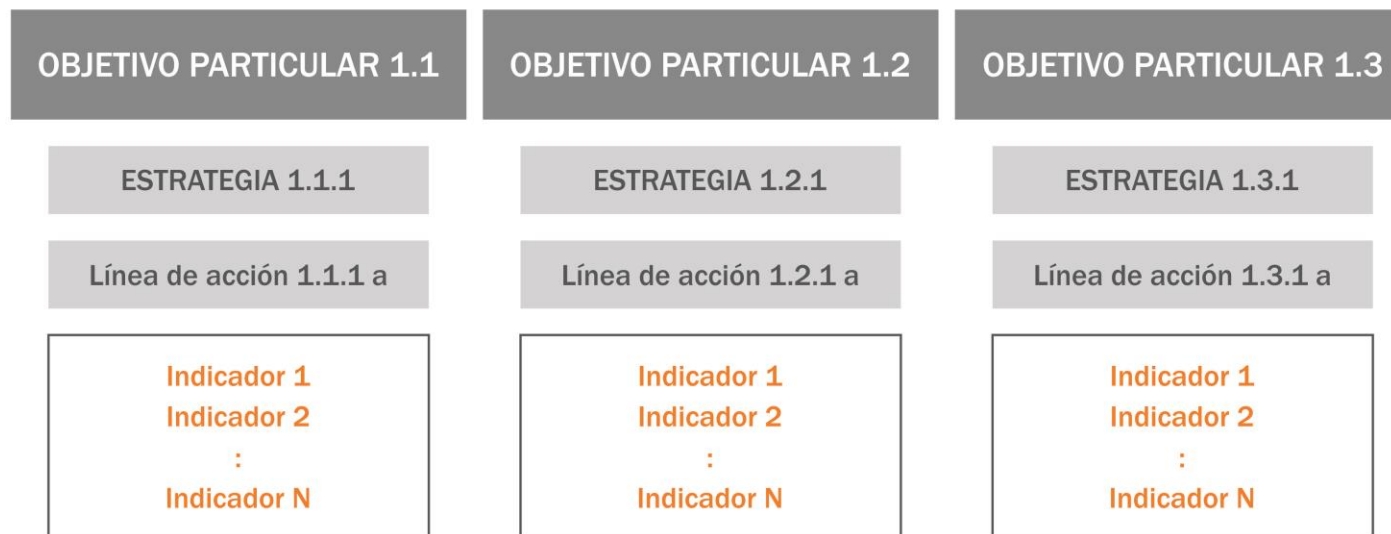 OBJETIVO PARTICULAR 1.1
OBJETIVO PARTICULAR 1.2
OBJETIVO PARTICULAR 1.3
ESTRATEGIA 1.1.1
ESTRATEGIA 1.2.1
ESTRATEGIA 1.3.1
Línea de acción 1.1.1 a
Línea de acción 1.2.1 a
Línea de acción 1.3.1 a
Indicador 1
Indicador 2
:
Indicador N
Indicador 1
Indicador 2
:
Indicador N
Indicador 1
Indicador 2
:
Indicador N